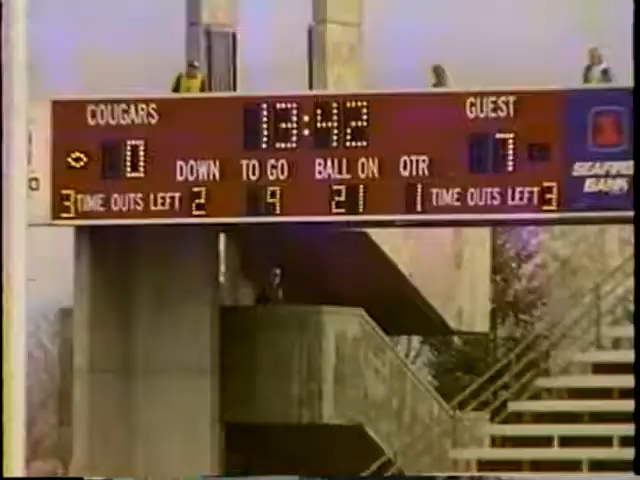 COUGARS 13:42 GUEST
0 7
DOWN TO GO BALL ON QTR
3 TIME OUTS LEFT 2 9 21 1 TIME OUTS LEFT 3
SEAFIRST
BANK